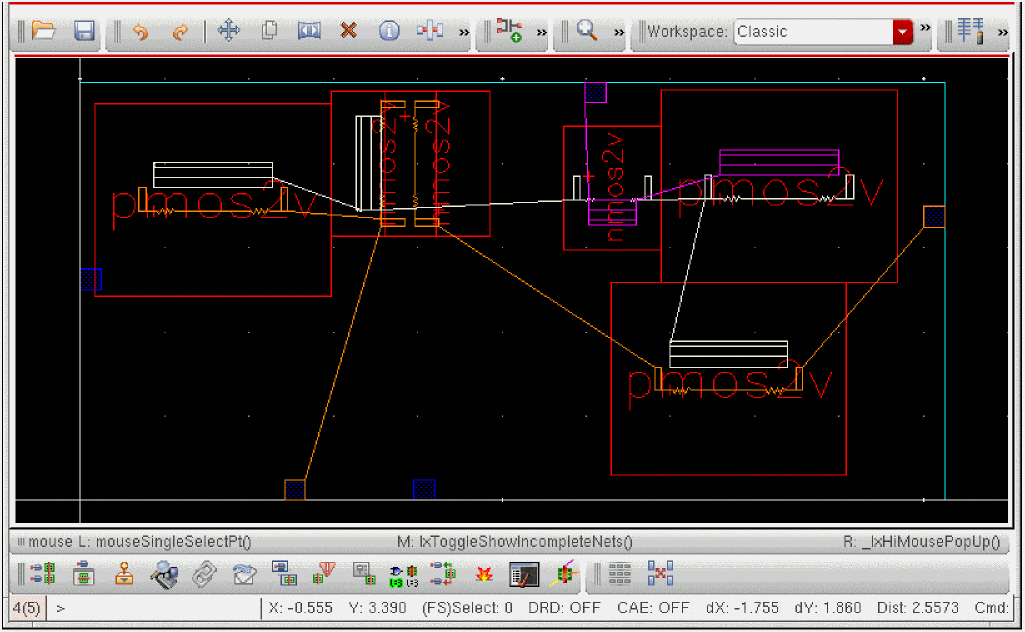 Workspace: Classic
pmos2v
nmos2v
nmos2v
nmos2v
pmos2v
pmos2v
mouse L: mouseSingleSelectPt() M: lxToggleShowIncompleteNets() R: _lxHiMousePopUp()
4(5) > X: -0.555 Y: 3.390 (FS)Select: 0 DRD: OFF CAE: OFF dX: -1.755 dY: 1.860 Dist: 2.5573 Cmd: